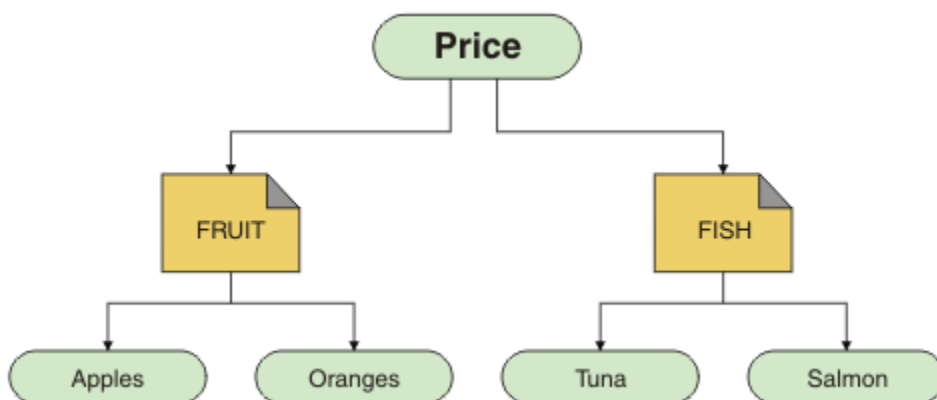 Price
FRUIT
FISH
Apples
Oranges
Tuna
Salmon